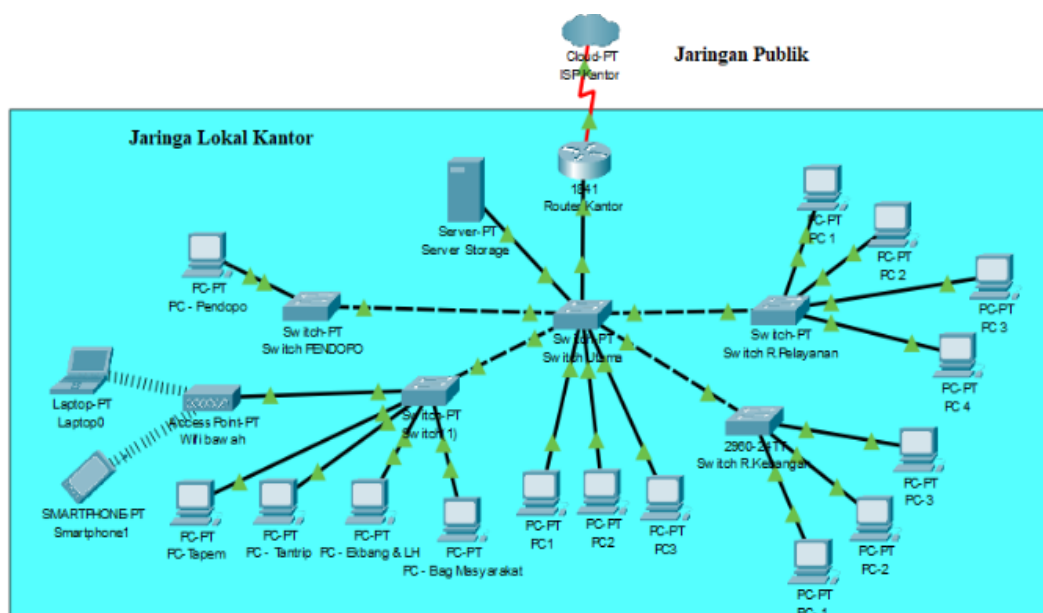 Cloud-PT
ISP Kantor
Jaringan Publik
Jaringa Lokal Kantor
1841
Router Kantor
Server-PT
Server Storage
PC-PT
PC 1
PC-PT
PC 2
PC-PT
PC 3
PC-PT
PC 4
PC-PT
PC - Pendopo
Switch-PT
Switch PENDOPO
Switch-PT
Switch Utama
Switch-PT
Switch R.Pelayanan
Laptop-PT
Laptop0
Access Point-PT
Wifi bawah
Switch-PT
Switch 1)
2960-24TT
Switch R.Keuangan
SMARTPHONE-PT
Smartphone1
PC-PT
PC-Tapem
PC-PT
PC - Tantrip
PC-PT
PC - Ekbang & LH
PC-PT
PC - Bag Masyarakat
PC-PT
PC1
PC-PT
PC2
PC-PT
PC3
PC-PT
PC-3
PC-PT
PC-2
PC-PT